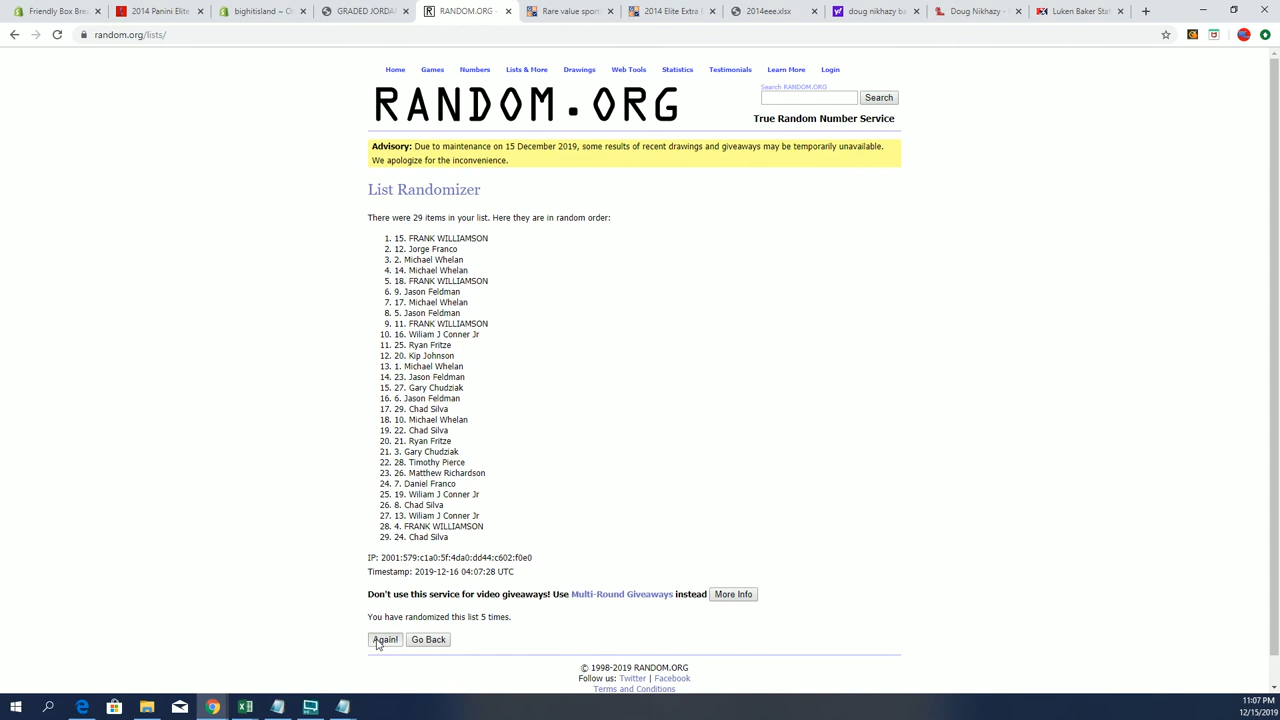 Friendly Box Bre
2014 Panini Elite
bighitisland ~ C
GRADED JORDA
RANDOM.ORG -
Rare value sport
2014 Elite Extra
2014eee.xlsx
doug nikhazy b
Doug Nikhazy C
Luken Baker Sta
random.org/lists/
Home Games Numbers Lists & More Drawings Web Tools Statistics Testimonials Learn More Login
RANDOM.ORG
Search RANDOM.ORG
Search
True Random Number Service
Advisory: Due to maintenance on 15 December 2019, some results of recent drawings and giveaways may be temporarily unavailable.
We apologize for the inconvenience.
List Randomizer
There were 29 items in your list. Here they are in random order:
1. 15. FRANK WILLIAMSON
2. 12. Jorge Franco
3. 2. Michael Whelan
4. 14. Michael Whelan
5. 18. FRANK WILLIAMSON
6. 9. Jason Feldman
7. 17. Michael Whelan
8. 5. Jason Feldman
9. 11. FRANK WILLIAMSON
10. 16. Wiliam J Conner Jr
11. 25. Ryan Fritze
12. 20. Kip Johnson
13. 1. Michael Whelan
14. 23. Jason Feldman
15. 27. Gary Chudziak
16. 6. Jason Feldman
17. 29. Chad Silva
18. 10. Michael Whelan
19. 22. Chad Silva
20. 21. Ryan Fritze
21. 3. Gary Chudziak
22. 28. Timothy Pierce
23. 26. Matthew Richardson
24. 7. Daniel Franco
25. 19. Wiliam J Conner Jr
26. 8. Chad Silva
27. 13. Wiliam J Conner Jr
28. 4. FRANK WILLIAMSON
29. 24. Chad Silva
IP: 2001:579:c1a0:5f:4da0:dd44:c602:f0e0
Timestamp: 2019-12-16 04:07:28 UTC
Don't use this service for video giveaways! Use Multi-Round Giveaways instead More Info
You have randomized this list 5 times.
Again! Go Back
© 1998-2019 RANDOM.ORG
Follow us: Twitter | Facebook
Terms and Conditions
11:07 PM
12/15/2019